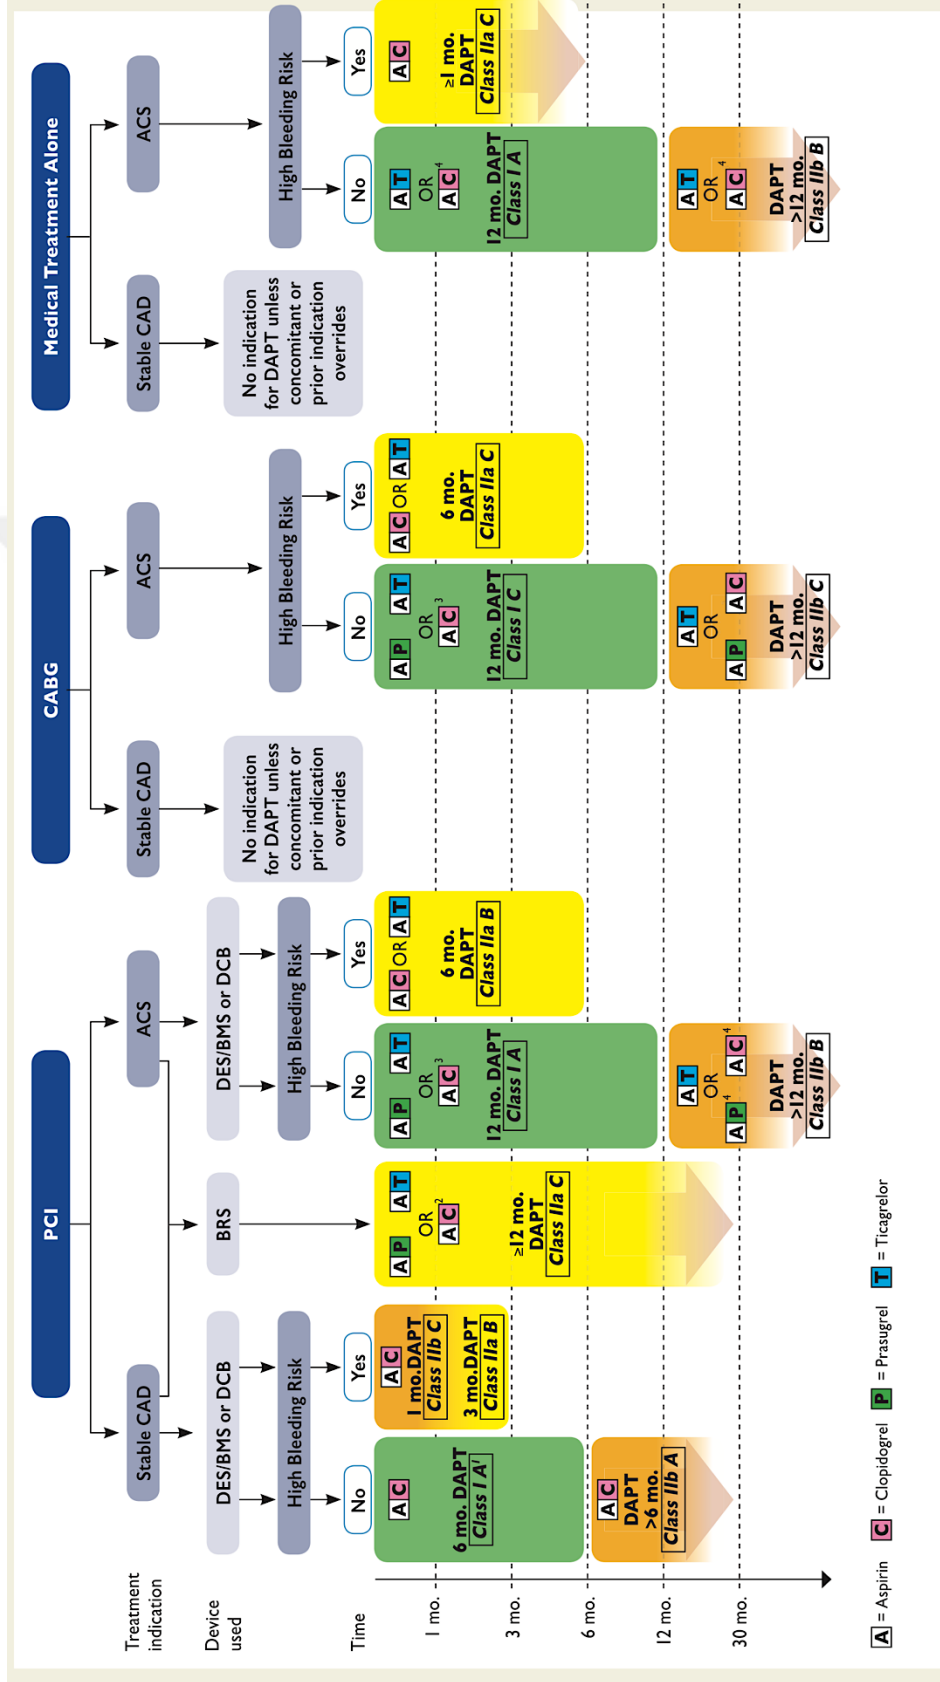 PCI
CABG
Medical Treatment Alone
Treatment
indication
Stable CAD
ACS
Stable CAD
ACS
Stable CAD
ACS
Device
used
DES/BMS or DCB
BRS
DES/BMS or DCB
No indication
for DAPT unless
concomitant or
prior indication
overrides
No indication
for DAPT unless
concomitant or
prior indication
overrides
High Bleeding Risk
High Bleeding Risk
High Bleeding Risk
High Bleeding Risk
Time
No
Yes
No
Yes
No
Yes
No
Yes
1 mo.
3 mo.
6 mo.
12 mo.
30 mo.
A C
6 mo. DAPT
Class I A1
A C
DAPT
>6 mo.
Class IIb A
A C
1 mo.DAPT
Class IIb C
3 mo.DAPT
Class IIa B
A P A T
OR
A C 2
≥12 mo.
DAPT
Class IIa C
A P A T
OR
A C 3
12 mo. DAPT
Class I A
A T
OR
A P 4 A C 4
DAPT
>12 mo.
Class IIb B
A C OR A T
6 mo.
DAPT
Class IIa B
A P A T
OR
A C 3
12 mo. DAPT
Class I C
A T
OR
A P A C
DAPT
>12 mo.
Class IIb C
A C OR A T
6 mo.
DAPT
Class IIa C
A T
OR
A C 4
12 mo. DAPT
Class I A
A T
OR
A C 4
DAPT
>12 mo.
Class IIb B
A C
≥1 mo.
DAPT
Class IIa C
A = Aspirin C = Clopidogrel P = Prasugrel T = Ticagrelor